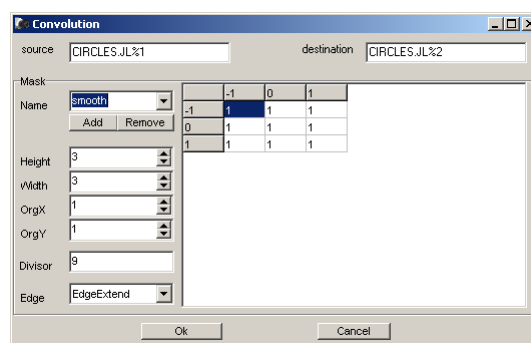 Convolution
source CIRCLES.JL%1 destination CIRCLES.JL%2
Mask
Name smooth
Add Remove
Height 3
Width 3
OrgX 1
OrgY 1
Divisor 9
Edge EdgeExtend
-1 0 1
-1 1 1 1
0 1 1 1
1 1 1 1
Ok Cancel